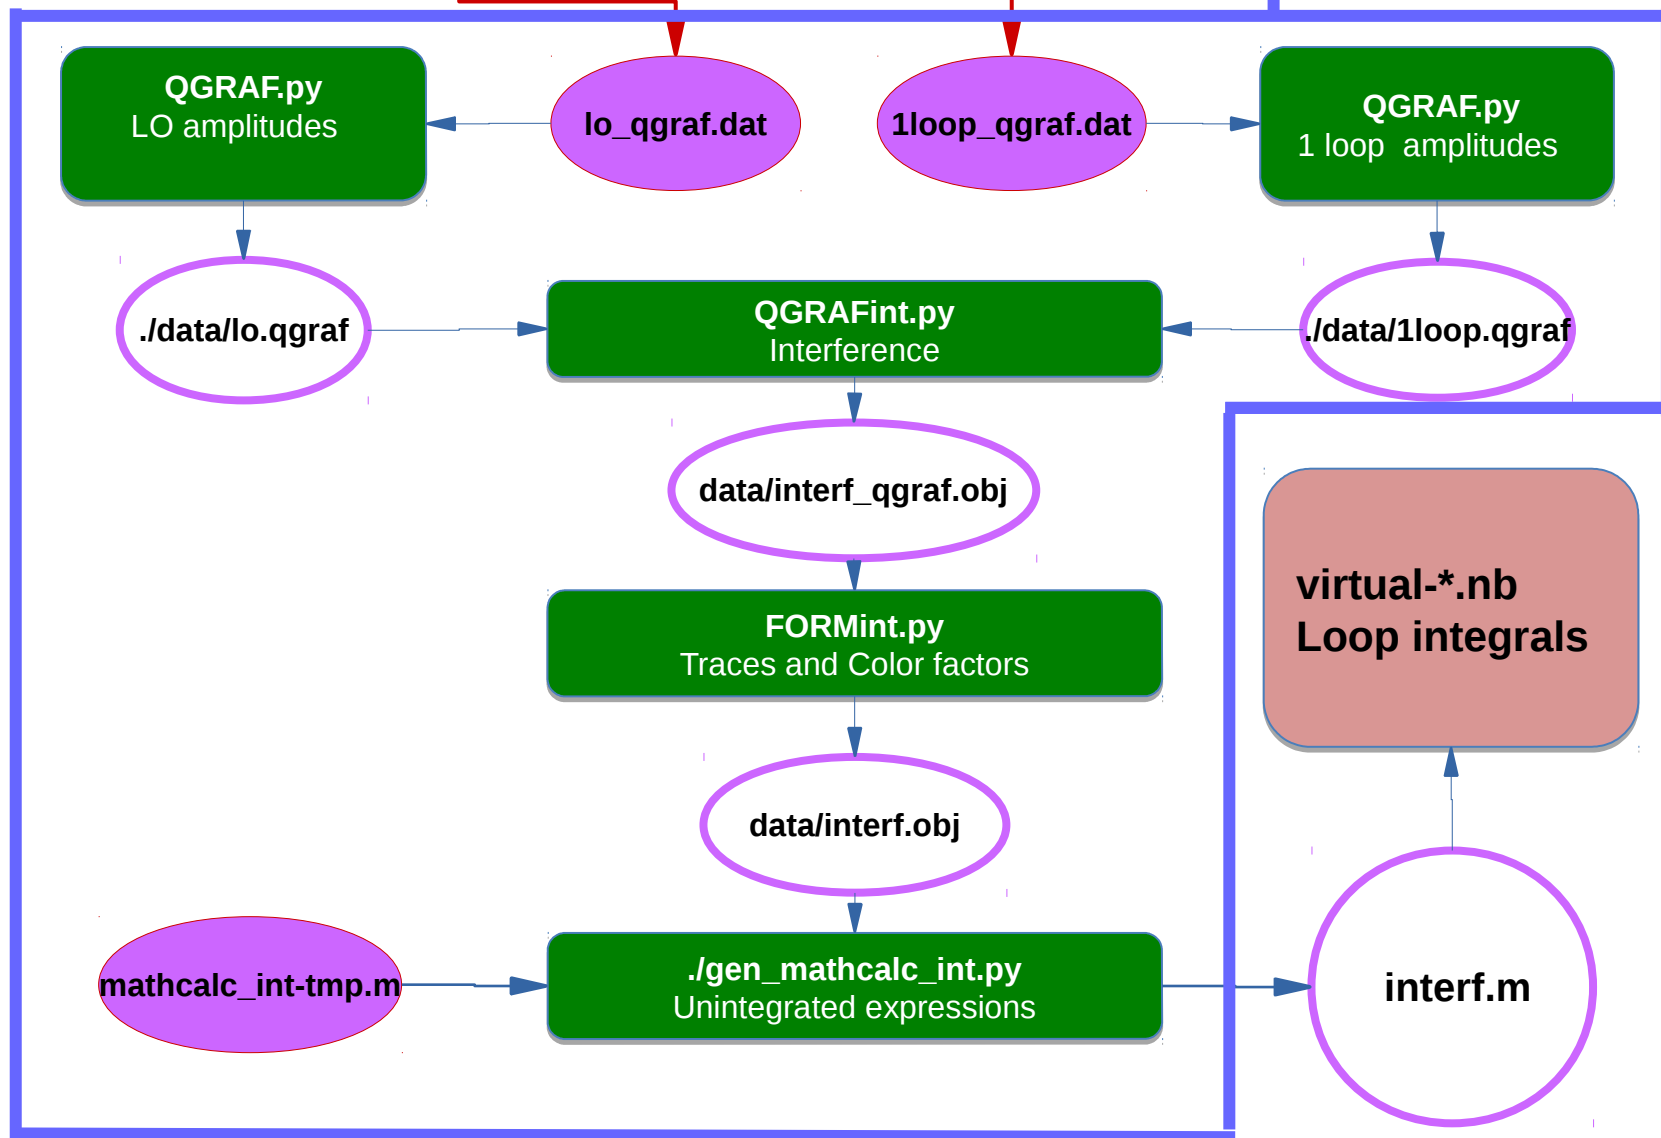 QGRAF.py
LO amplitudes
lo_qgraf.dat
1loop_qgraf.dat
QGRAF.py
1 loop  amplitudes
./data/lo.qgraf
QGRAFint.py
Interference
./data/1loop.qgraf
data/interf_qgraf.obj
FORMint.py
Traces and Color factors
virtual-*.nb
Loop integrals
data/interf.obj
mathcalc_int-tmp.m
./gen_mathcalc_int.py
Unintegrated expressions
interf.m